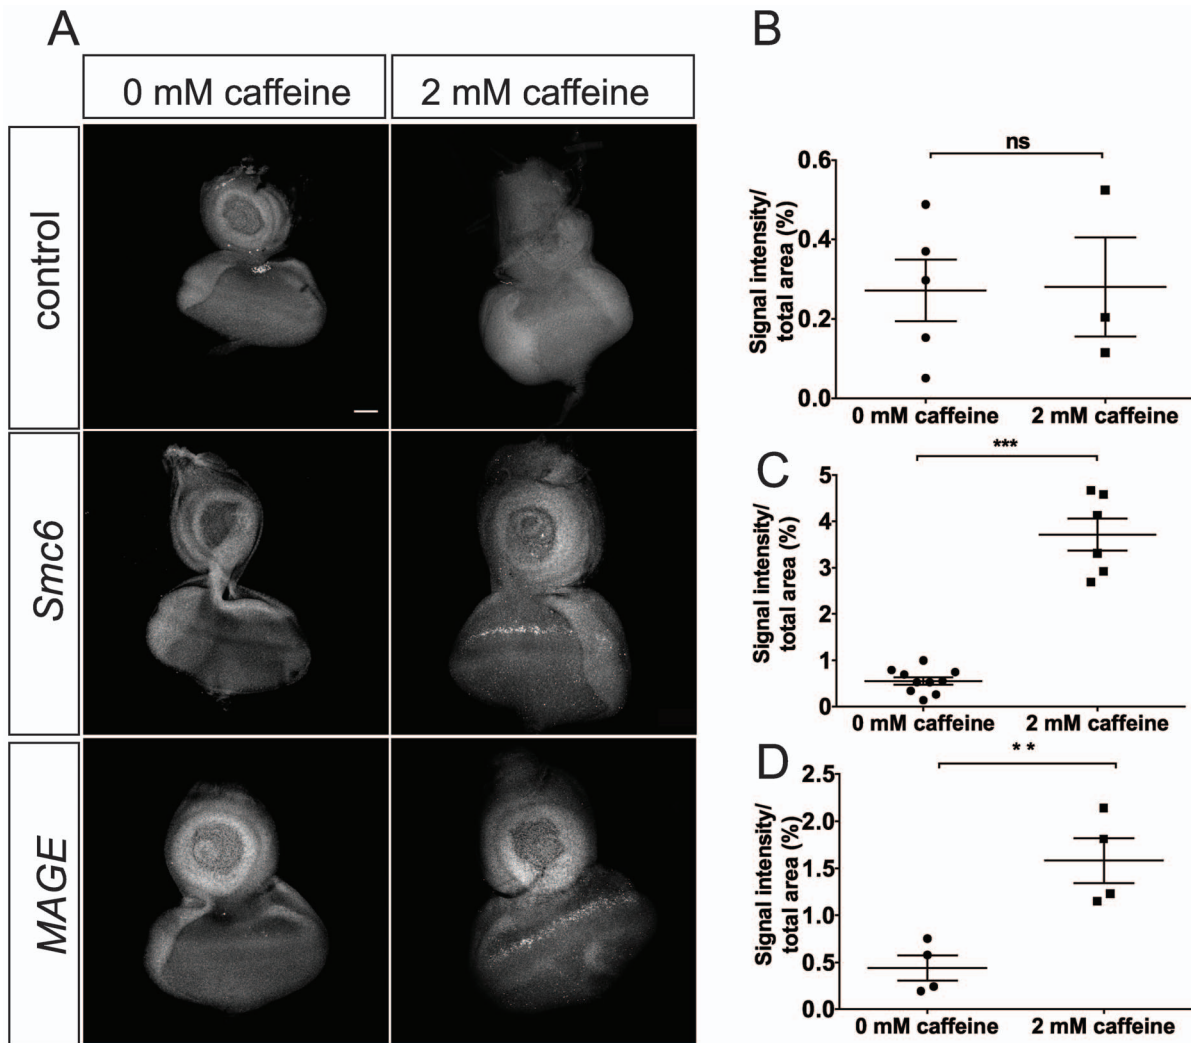 A
0 mM caffeine
2 mM caffeine
control
Smc6
MAGE
B
ns
0.6
0.4
0.2
0.0
Signal intensity/
total area (%)
0 mM caffeine
2 mM caffeine
C
***
5
4
3
2
1
0
Signal intensity/
total area (%)
0 mM caffeine
2 mM caffeine
D
* *
2.5
2.0
1.5
1.0
0.5
0.0
Signal intensity/
total area (%)
0 mM caffeine
2 mM caffeine